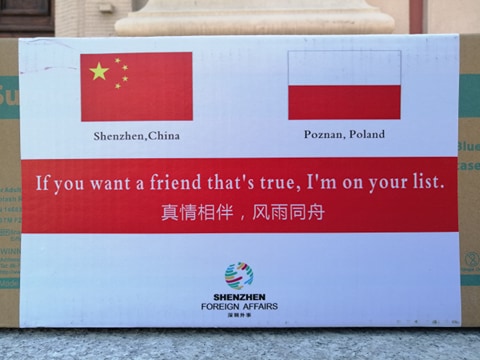 Shenzhen,China
Poznan, Poland
If you want a friend that's true, I'm on your list.
真情相伴，风雨同舟
SHENZHEN
FOREIGN AFFAIRS
深圳外事